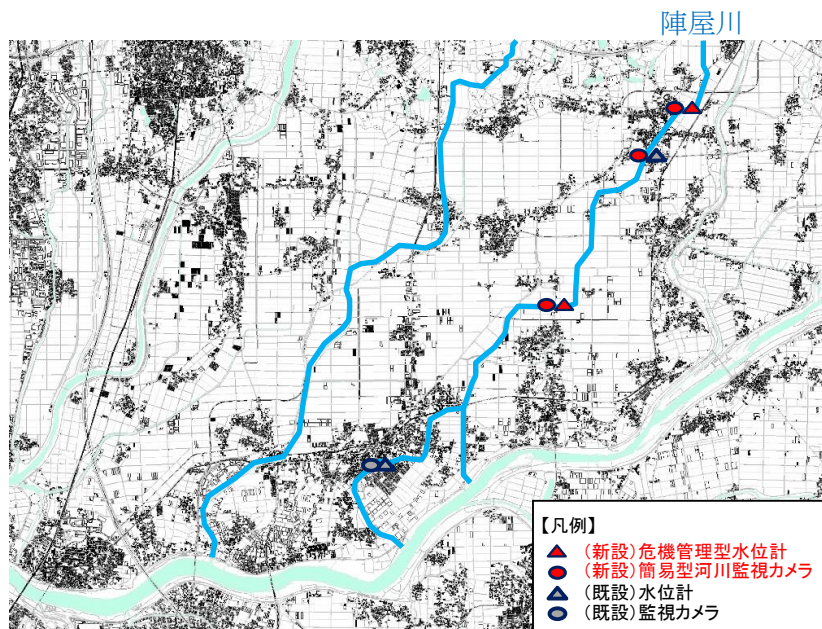 陣屋川
【凡例】
(新設)危機管理型水位計
(新設)簡易型河川監視カメラ
(既設)水位計
(既設)監視カメラ